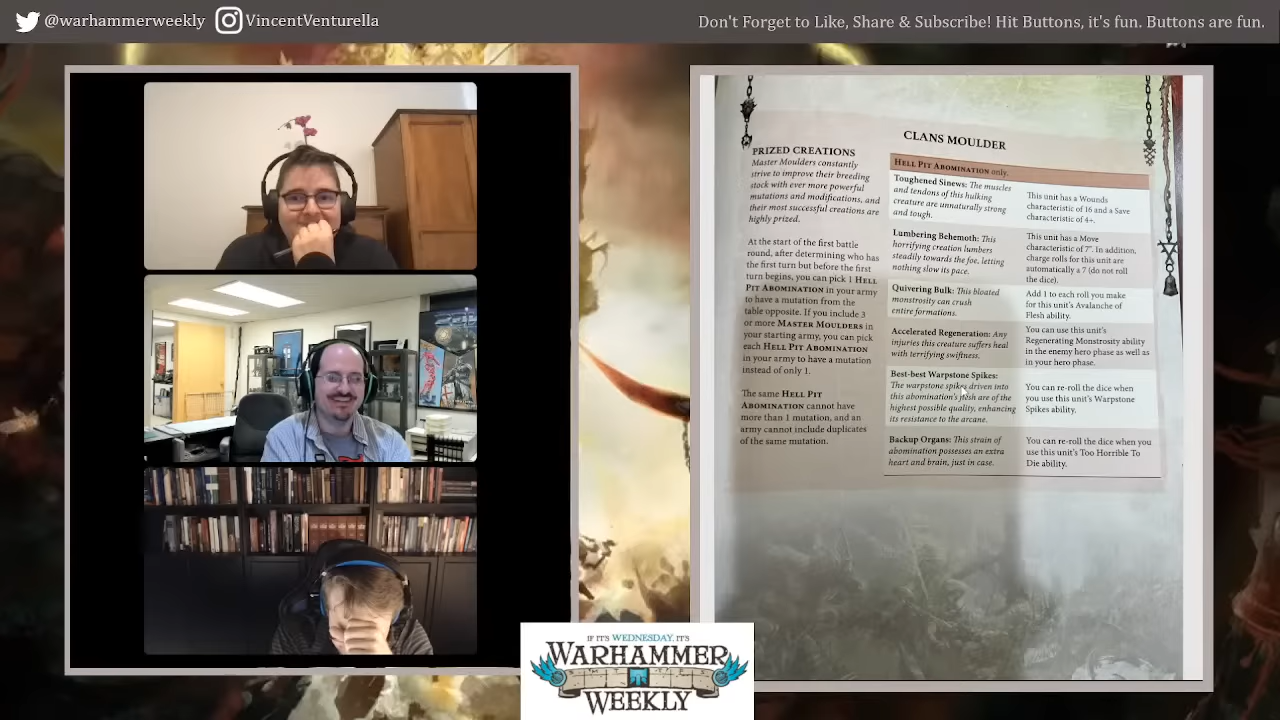 @warhammerweekly
VincentVenturella
Don't Forget to Like, Share & Subscribe! Hit Buttons, it's fun. Buttons are fun.
CLANS MOULDER
PRIZED CREATIONS
Master Moulders constantly
strive to improve their breeding
stock with ever more powerful
mutations and modifications, and
their most successful creations are
highly prized.
At the start of the first battle
round, after determining who has
the first turn but before the first
turn begins, you can pick 1 HELL
PIT ABOMINATION in your army
to have a mutation from the
table opposite. If you include 3
or more MASTER MOULDERS in
your starting army, you can pick
each HELL PIT ABOMINATION
in your army to have a mutation
instead of only 1.
The same HELL PIT
ABOMINATION cannot have
more than 1 mutation, and an
army cannot include duplicates
of the same mutation.
HELL PIT ABOMINATION only.
Toughened Sinews: The muscles
and tendons of this hulking
creature are unnaturally strong
and tough.
This unit has a Wounds
characteristic of 16 and a Save
characteristic of 4+.
Lumbering Behemoth: This
horrifying creation lumbers
steadily towards the foe, letting
nothing slow its pace.
This unit has a Move
characteristic of 7". In addition,
charge rolls for this unit are
automatically a 7 (do not roll
the dice).
Quivering Bulk: This bloated
monstrosity can crush
entire formations.
Add 1 to each roll you make
for this unit's Avalanche of
Flesh ability.
Accelerated Regeneration: Any
injuries this creature suffers heal
with terrifying swiftness.
You can use this unit's
Regenerating Monstrosity ability
in the enemy hero phase as well as
in your hero phase.
Best-best Warpstone Spikes:
The warpstone spikes driven into
this abomination's flesh are of the
highest possible quality, enhancing
its resistance to the arcane.
You can re-roll the dice when
you use this unit's Warpstone
Spikes ability.
Backup Organs: This strain of
abomination possesses an extra
heart and brain, just in case.
You can re-roll the dice when you
use this unit's Too Horrible To
Die ability.
IF IT'S WEDNESDAY, IT'S
WARHAMMER
WEEKLY